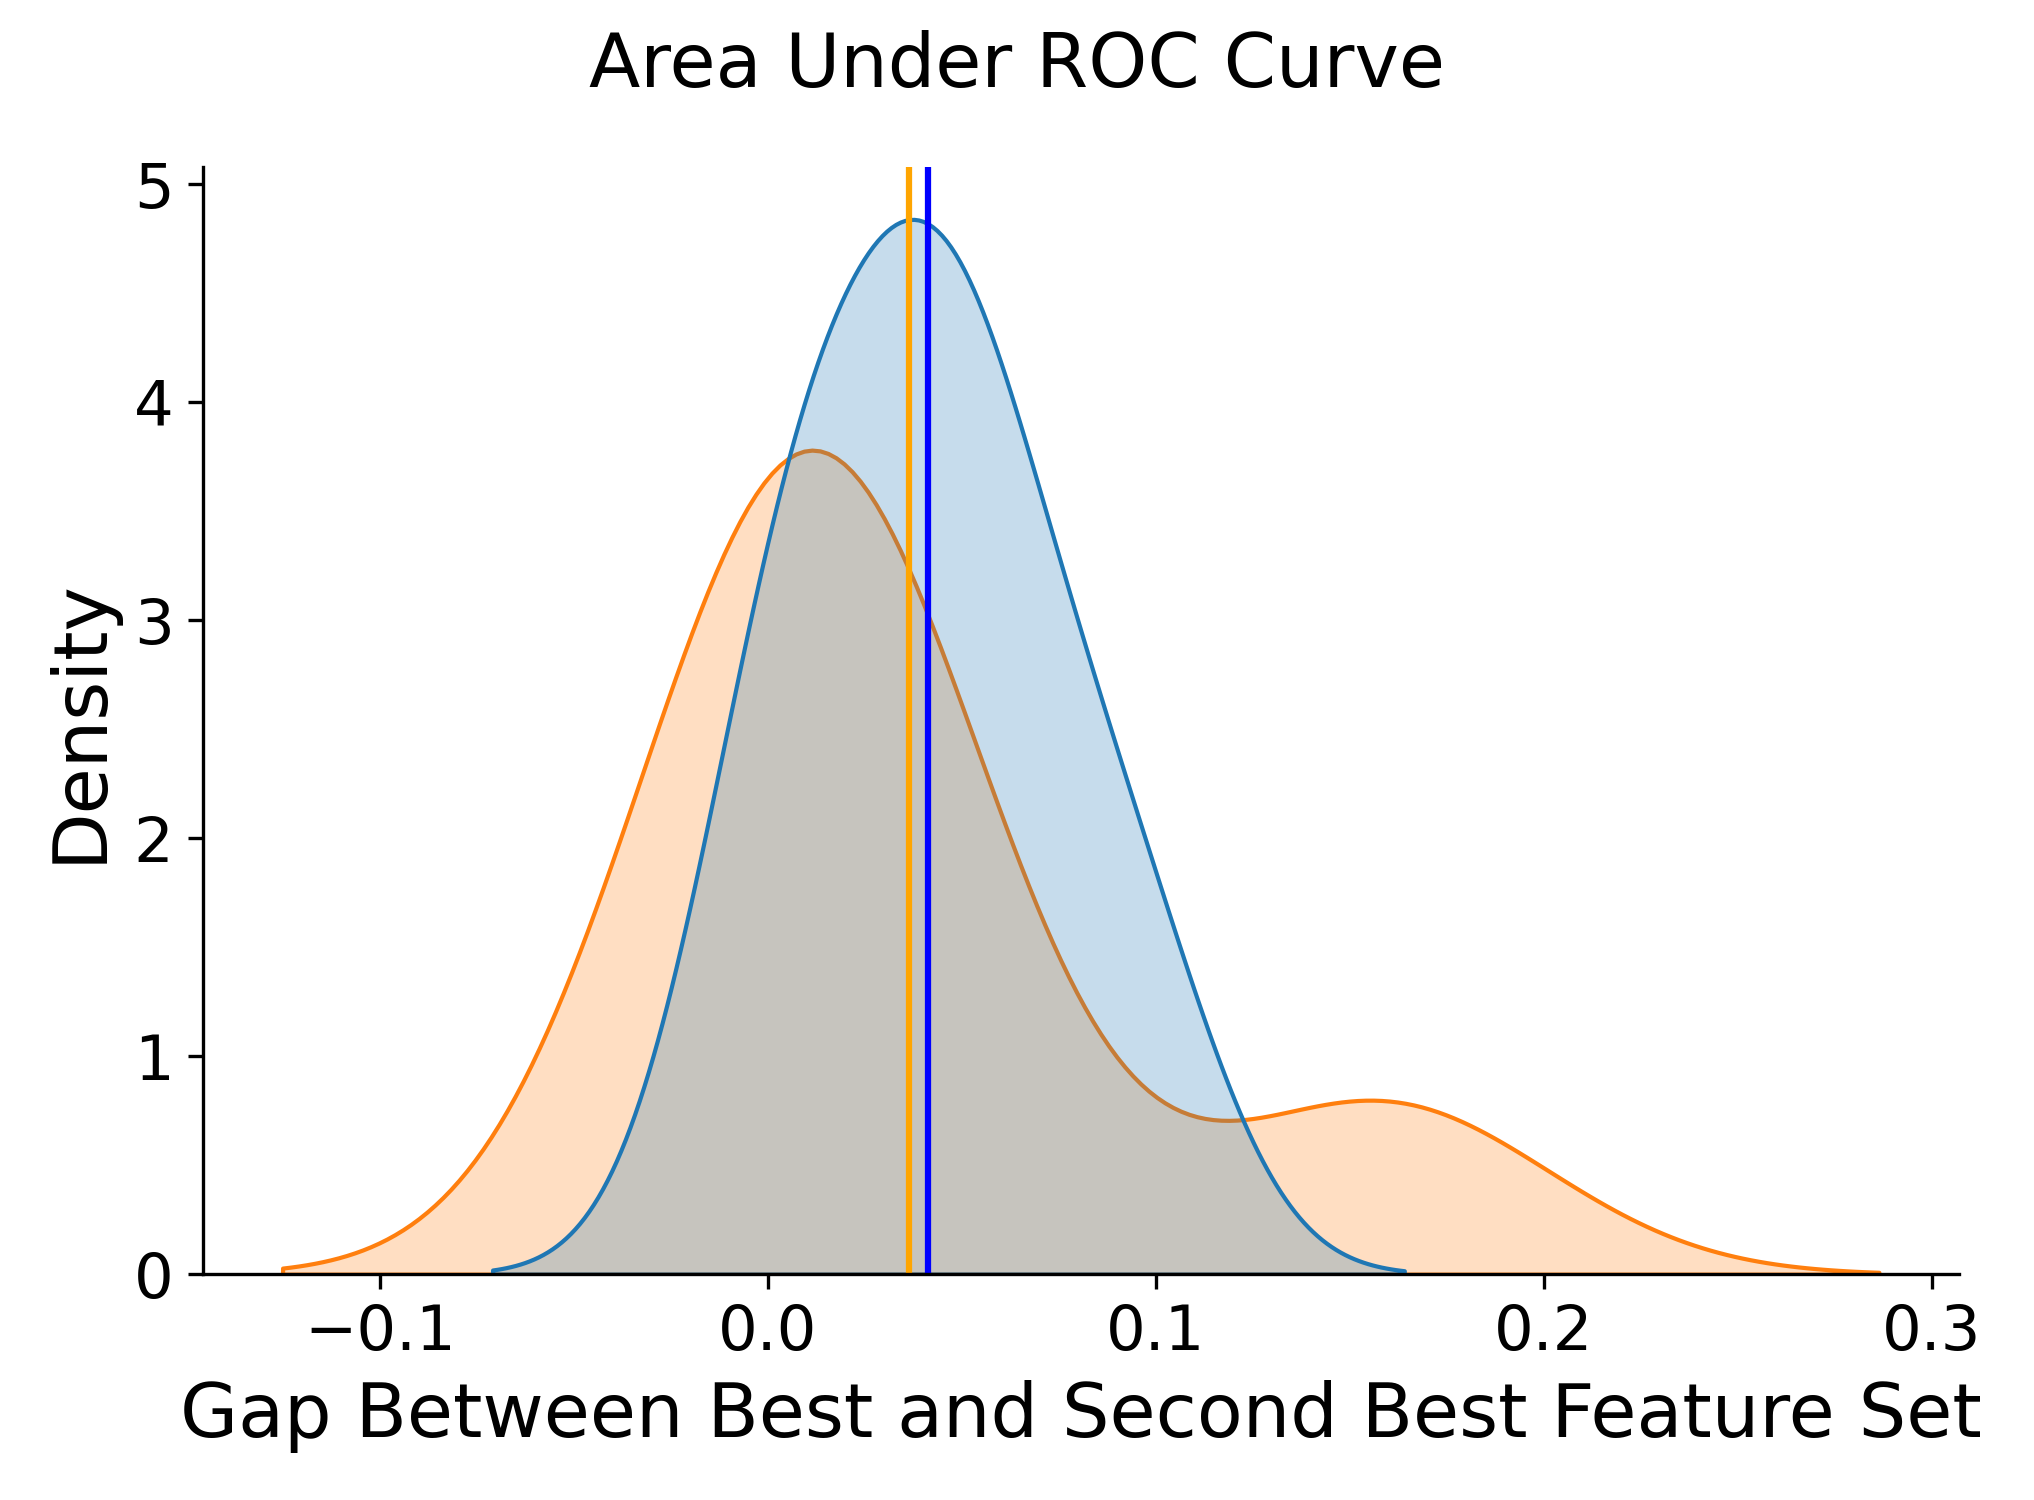 Area Under ROC Curve
5
4
3
2
1
0
Density
−0.1 0.0 0.1 0.2 0.3
Gap Between Best and Second Best Feature Set